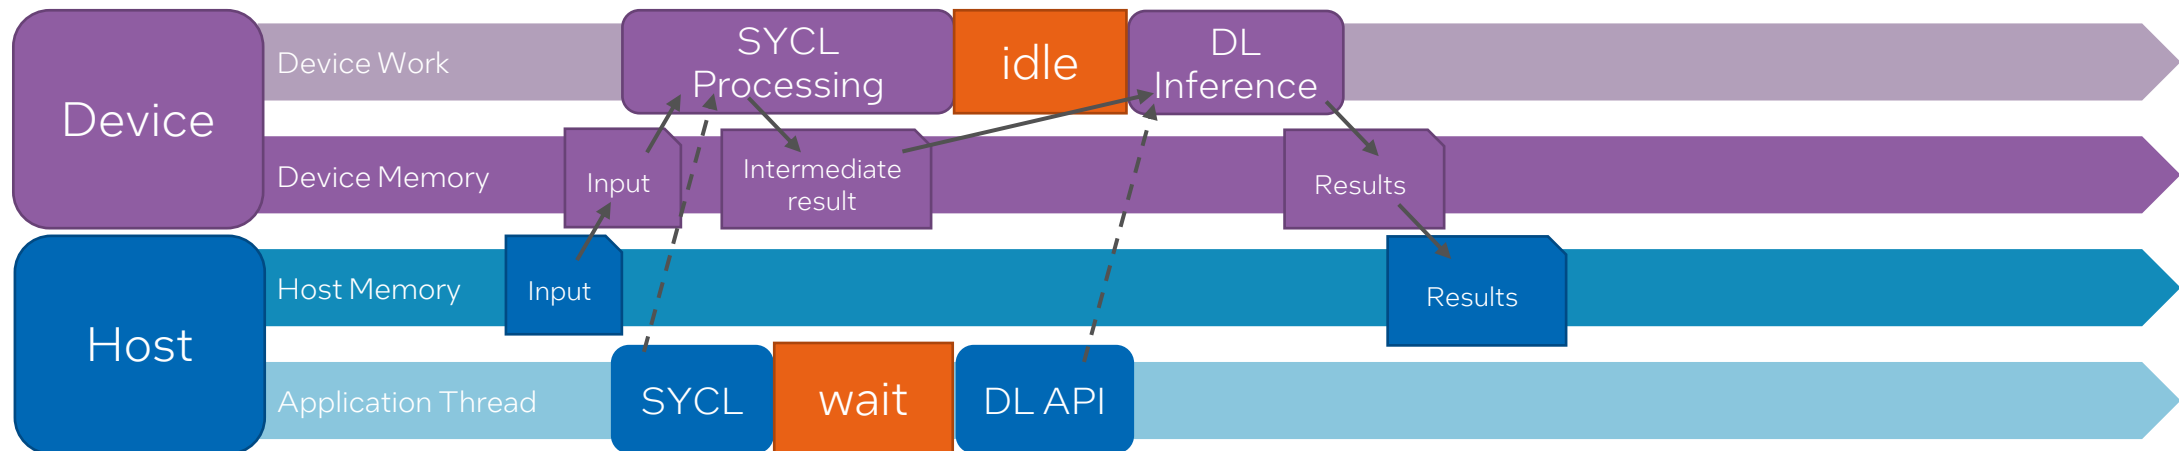 Device
Device Work
SYCL
Processing
idle
DL
Inference
Device Memory
Input
Intermediate
result
Results
Host
Host Memory
Input
Results
Application Thread
SYCL
wait
DL API